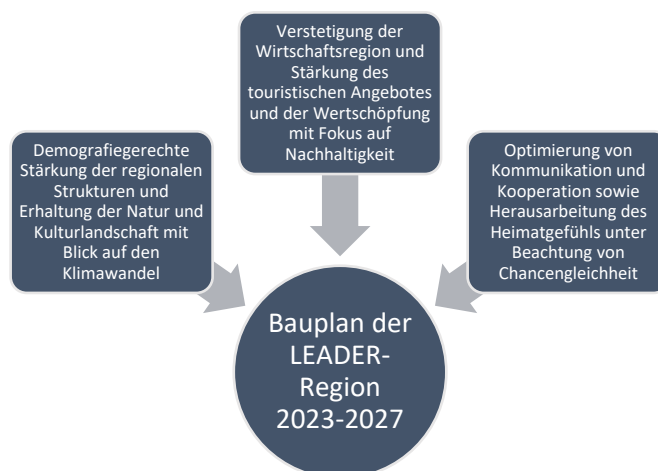 Verstetigung der
Wirtschaftsregion und
Stärkung des
touristischen Angebotes
und der Wertschöpfung
mit Fokus auf
Nachhaltigkeit
Demografiegerechte
Stärkung der regionalen
Strukturen und
Erhaltung der Natur und
Kulturlandschaft mit
Blick auf den
Klimawandel
Optimierung von
Kommunikation und
Kooperation sowie
Herausarbeitung des
Heimatgefühls unter
Beachtung von
Chancengleichheit
Bauplan der
LEADER-
Region
2023-2027